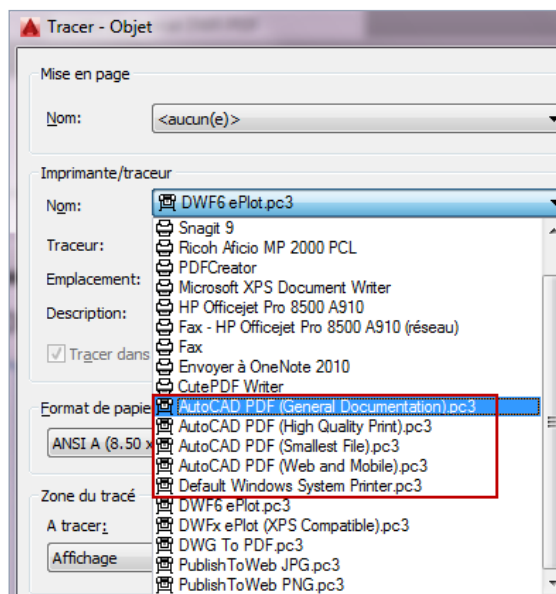 Tracer - Objet
Mise en page
Nom: <aucun(e)>
Imprimante/traceur
Nom: DWF6 ePlot.pc3
Snagit 9
Traceur: Ricoh Aficio MP 2000 PCL
PDFCreator
Emplacement: Microsoft XPS Document Writer
HP Officejet Pro 8500 A910
Description: Fax - HP Officejet Pro 8500 A910 (réseau)
Fax
Tracer dans Envoyer à OneNote 2010
CutePDF Writer
Format de papie AutoCAD PDF (General Documentation).pc3
AutoCAD PDF (High Quality Print).pc3
ANSI A (8.50 x AutoCAD PDF (Smallest File).pc3
AutoCAD PDF (Web and Mobile).pc3
Zone du tracé Default Windows System Printer.pc3
DWF6 ePlot.pc3
A tracer: DWFx ePlot (XPS Compatible).pc3
DWG To PDF.pc3
Affichage PublishToWeb JPG.pc3
PublishToWeb PNG.pc3